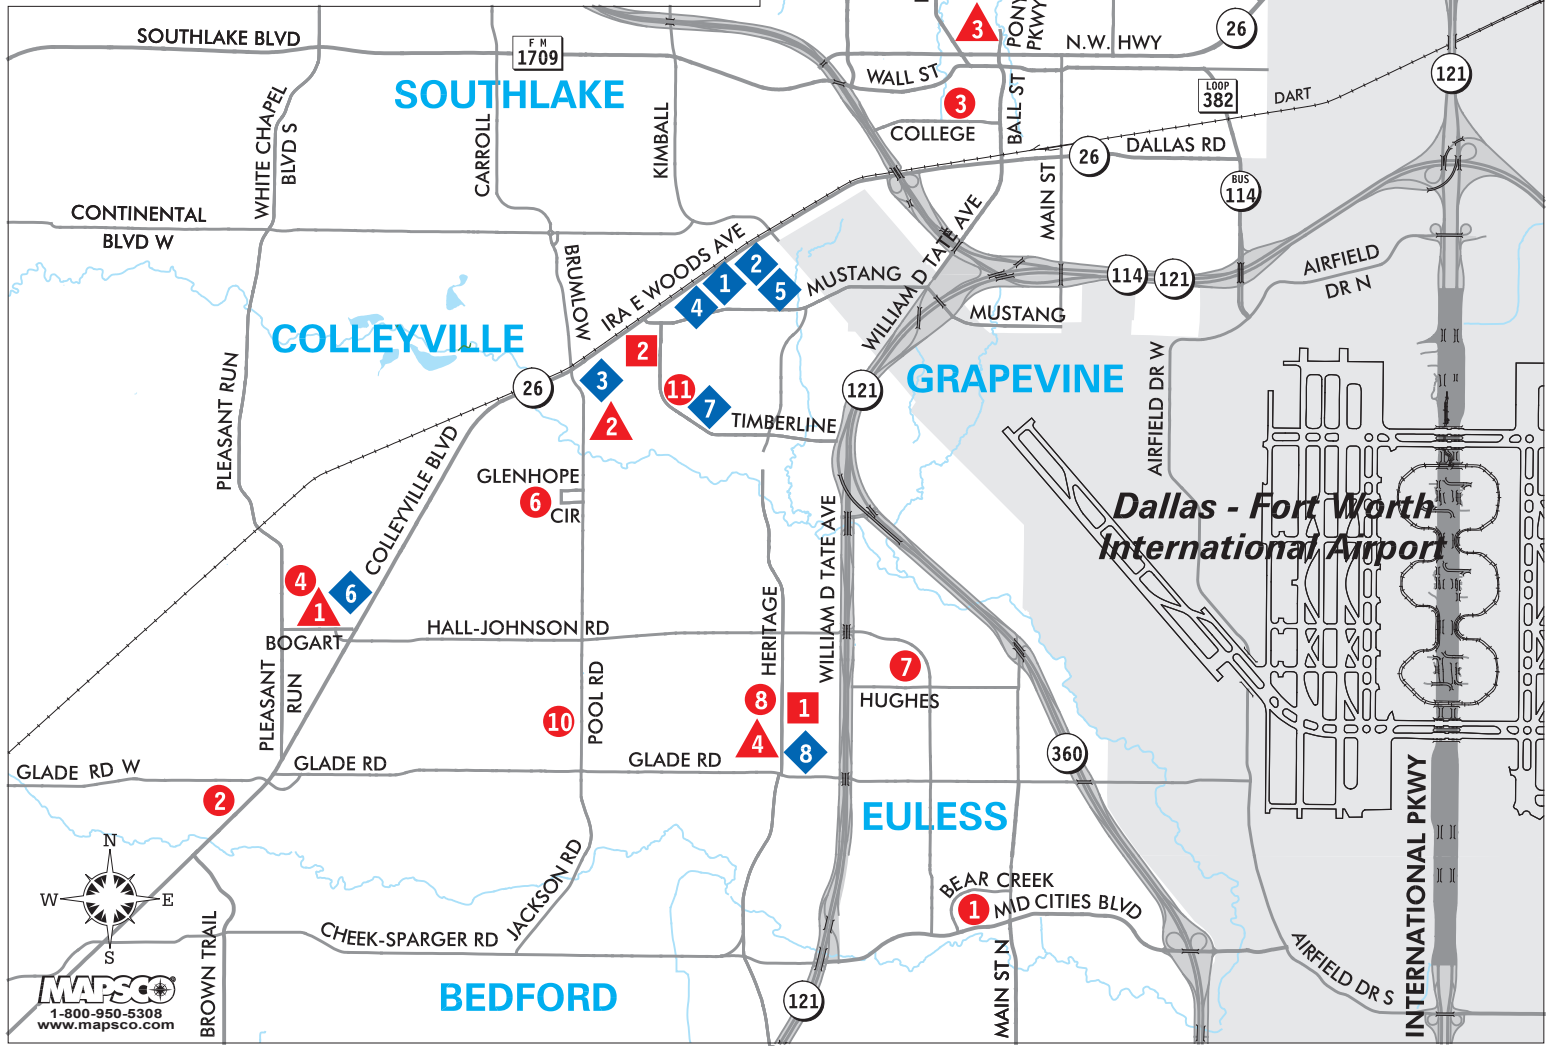 3
PONY
PKWY
N.W. HWY
26
SOUTHLAKE BLVD
F M
1709
SOUTHLAKE
WALL ST
121
LOOP
382
DART
3
COLLEGE
BALL ST
WHITE CHAPEL
BLVD S
CARROLL
KIMBALL
26
DALLAS RD
MAIN ST
BUS
114
CONTINENTAL
BLVD W
BRUMLOW
IRA E WOODS AVE
2
1
5
4
MUSTANG
WILLIAM D TATE AVE
114
121
AIRFIELD
DR N
MUSTANG
COLLEYVILLE
2
3
26
11
7
2
TIMBERLINE
121
GRAPEVINE
AIRFIELD DR W
PLEASANT RUN
COLLEYVILLE BLVD
GLENHOPE
6
CIR
Dallas - Fort Worth
International Airport
WILLIAM D TATE AVE
4
1
6
BOGART
HALL-JOHNSON RD
HERITAGE
PLEASANT
RUN
POOL RD
10
8
1
4
8
7
HUGHES
360
GLADE RD W
GLADE RD
GLADE RD
2
EULESS
INTERNATIONAL PKWY
N
W
E
S
JACKSON RD
BEAR CREEK
1
MID CITIES BLVD
CHEEK-SPARGER RD
BROWN TRAIL
MAIN ST N
AIRFIELD DR S
BEDFORD
121
MAPSCO®
1-800-950-5308
www.mapsco.com